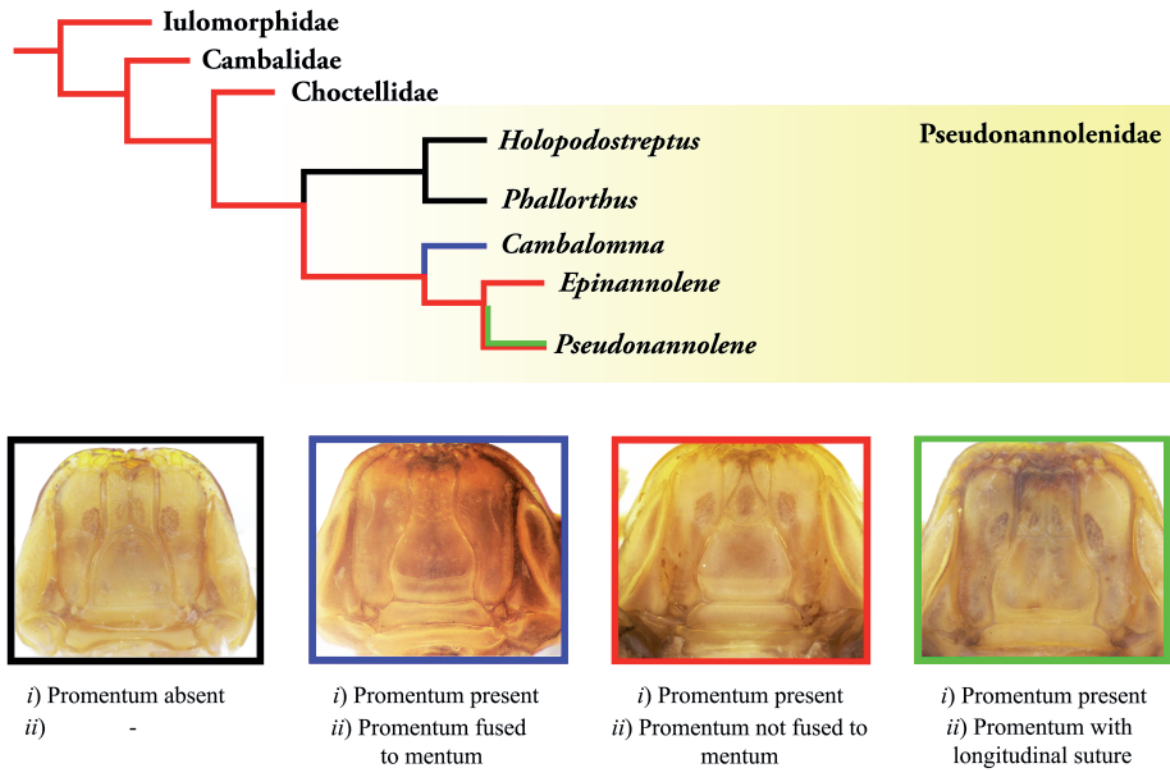 Iulomorphidae
Cambalidae
Choctellidae
Holopodostreptus
Pseudonannolenidae
Phallorthus
Cambalomma
Epinannolene
Pseudonannolene
i) Promentum absent
ii) -
i) Promentum present
ii) Promentum fused
to mentum
i) Promentum present
ii) Promentum not fused to
mentum
i) Promentum present
ii) Promentum with
longitudinal suture